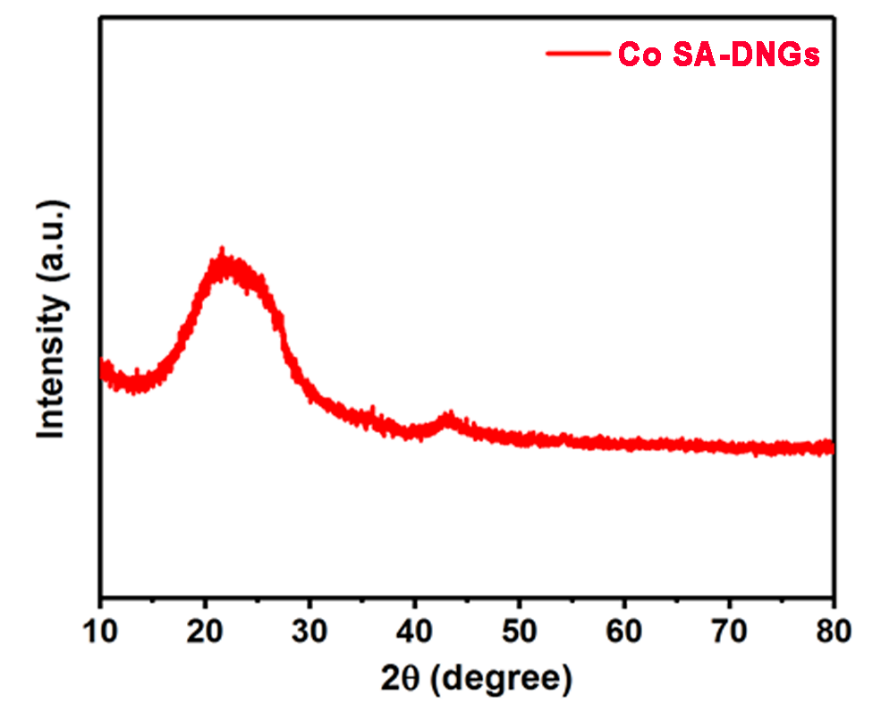 Co SA-DNGs
Intensity (a.u.)
10 20 30 40 50 60 70 80
2θ (degree)